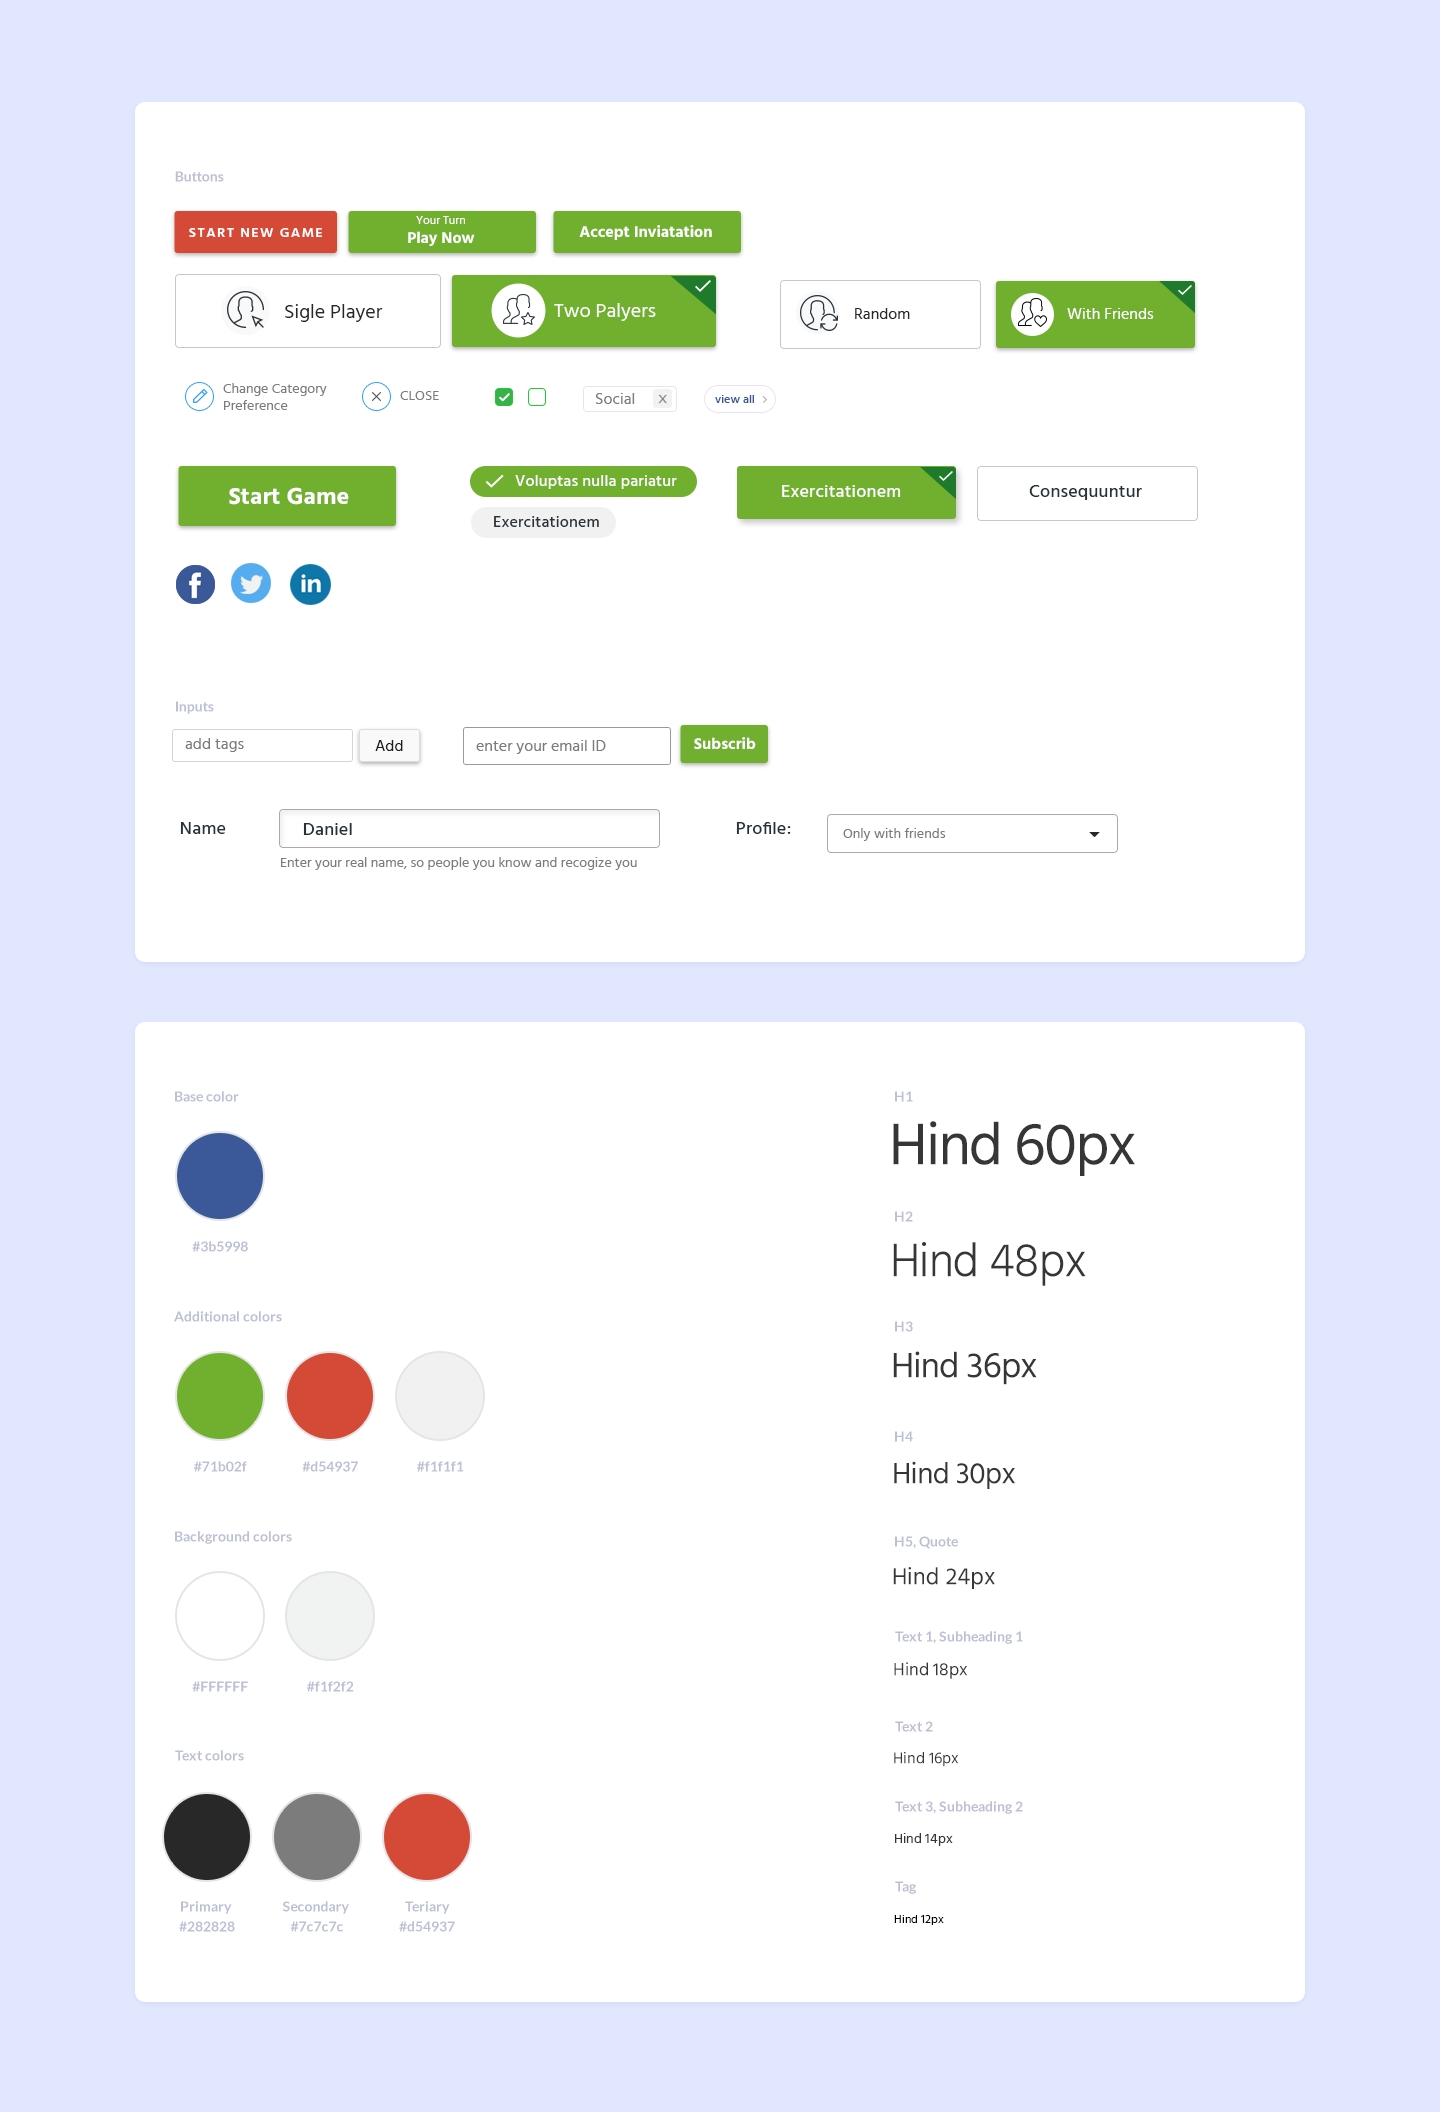 Buttons
START NEW GAME
Your Turn
Play Now
Accept Inviatation
Sigle Player
Two Palyers
Random
With Friends
Change Category
Preference
CLOSE
Social X
view all
Start Game
Voluptas nulla pariatur
Exercitationem
Exercitationem
Consequuntur
f
in
Inputs
add tags
Add
enter your email ID
Subscrib
Name
Daniel
Enter your real name, so people you know and recogize you
Profile:
Only with friends
Base color
#3b5998
Additional colors
#71b02f
#d54937
#f1f1f1
Background colors
#FFFFFF
#f1f2f2
Text colors
Primary
#282828
Secondary
#7c7c7c
Teriary
#d54937
H1
Hind 60px
H2
Hind 48px
H3
Hind 36px
H4
Hind 30px
H5, Quote
Hind 24px
Text 1, Subheading 1
Hind 18px
Text 2
Hind 16px
Text 3, Subheading 2
Hind 14px
Tag
Hind 12px